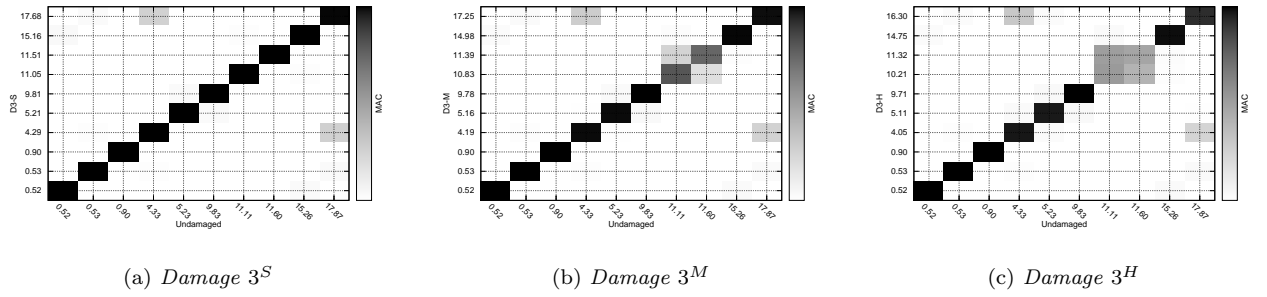 17.68
15.16
11.51
11.05
9.81
5.21
4.29
0.90
0.53
0.52
D3-S
0.52 0.53 0.90 4.33 5.23 9.83 11.11 11.60 15.26 17.87
Undamaged
MAC
(a) Damage 3^S
17.25
14.98
11.39
10.83
9.78
5.16
4.19
0.90
0.53
0.52
D3-M
0.52 0.53 0.90 4.33 5.23 9.83 11.11 11.60 15.26 17.87
Undamaged
MAC
(b) Damage 3^M
16.30
14.75
11.32
10.21
9.71
5.11
4.05
0.90
0.53
0.52
D3-H
0.52 0.53 0.90 4.33 5.23 9.83 11.11 11.60 15.26 17.87
Undamaged
MAC
(c) Damage 3^H